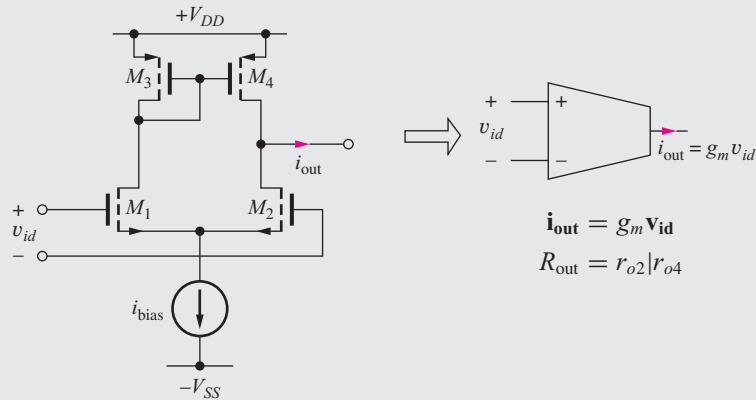 +V_DD
M_3
M_4
i_out
+
v_id
−
M_1
M_2
i_bias
−V_SS
+
v_id
−
+
−
i_out = g_m v_id
i_out = g_m v_id
R_out = r_o2|r_o4